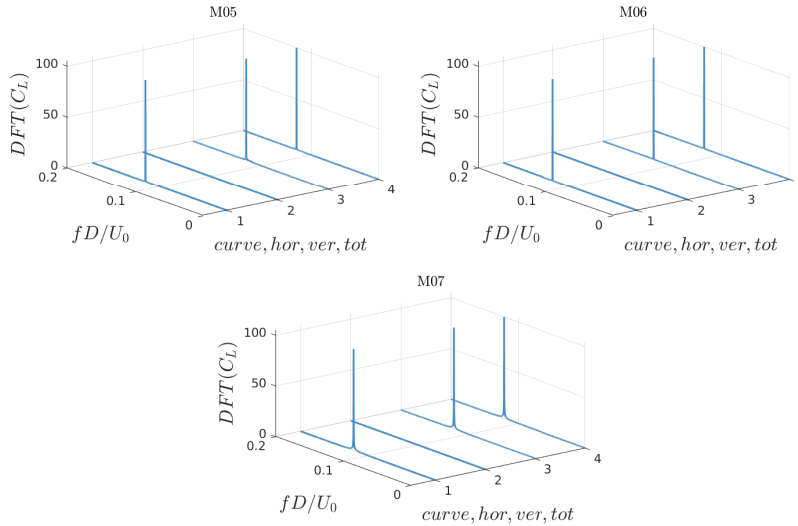 M05
100
50
0
0.2
0.1
0
1
2
3
4
DFT(C_L)
fD/U_0
curve, hor, ver, tot
M06
100
50
0
0.2
0.1
0
1
2
3
DFT(C_L)
fD/U_0
curve, hor, ver, tot
M07
100
50
0
0.2
0.1
0
1
2
3
4
DFT(C_L)
fD/U_0
curve, hor, ver, tot